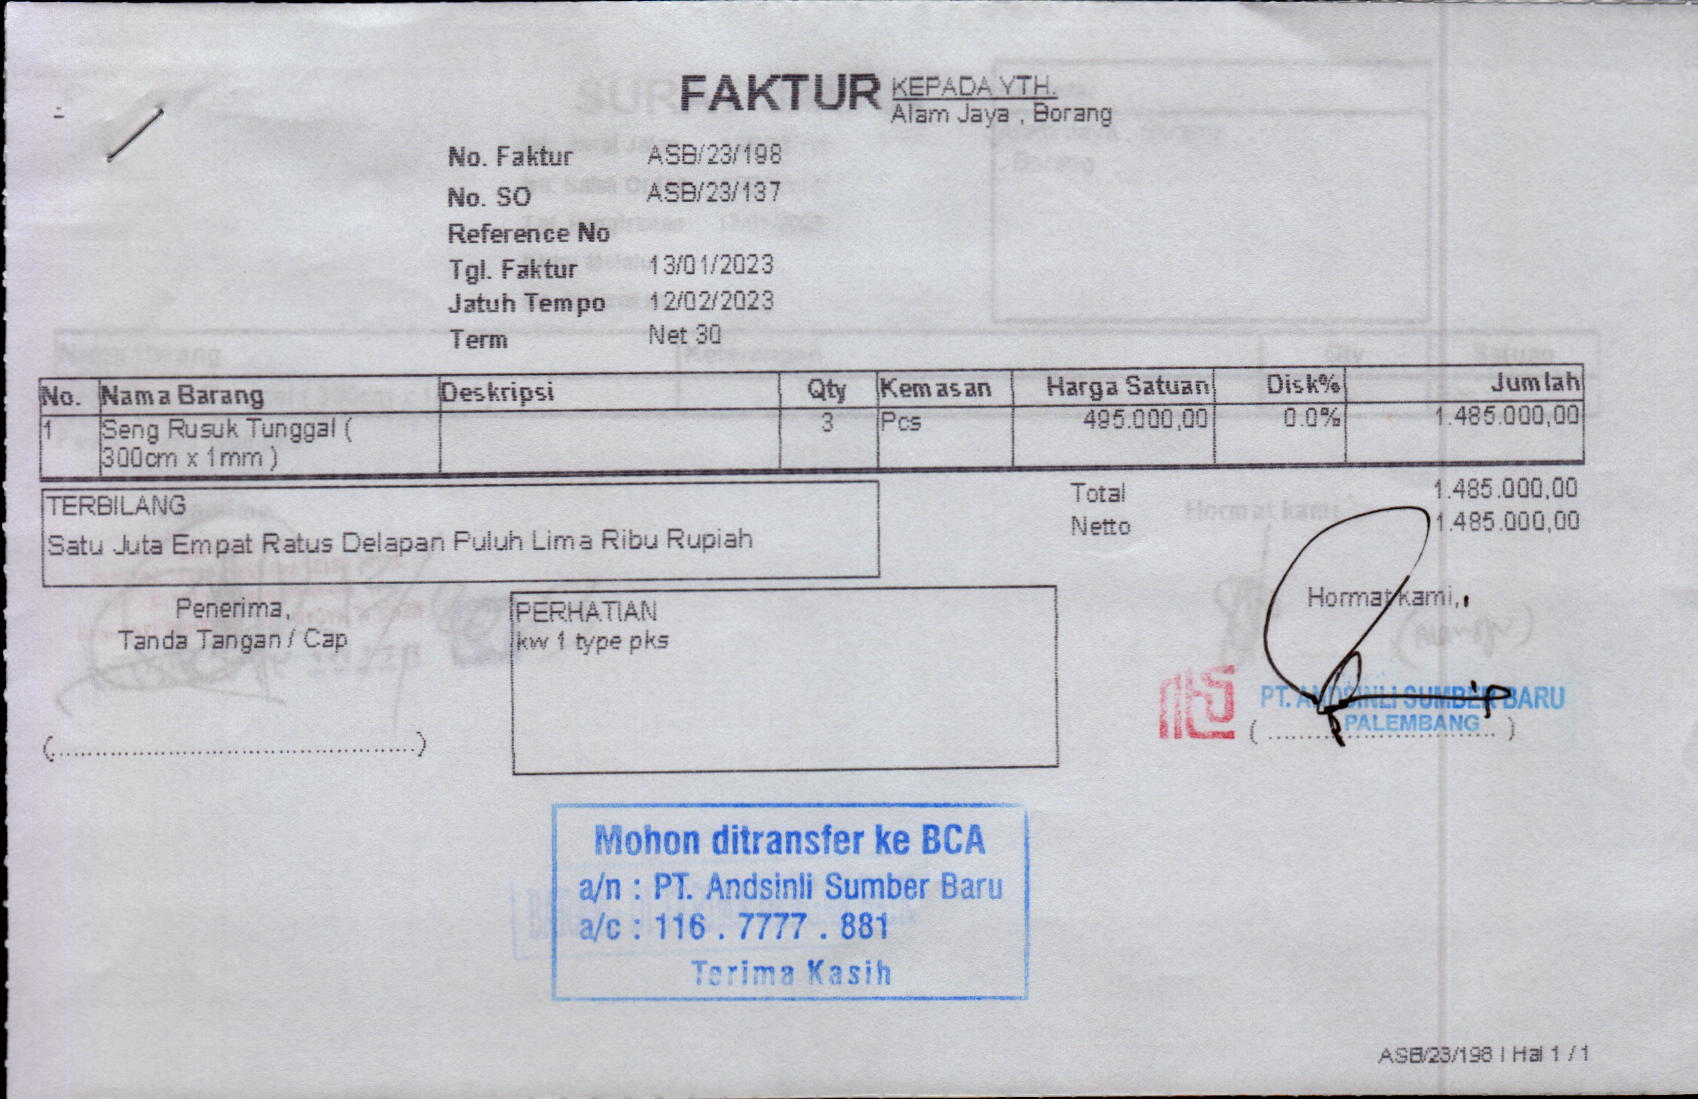 FAKTUR
KEPADA YTH.
Alam Jaya , Borang
No. Faktur ASB/23/198
No. SO ASB/23/137
Reference No
Tgl. Faktur 13/01/2023
Jatuh Tempo 12/02/2023
Term Net 30
No. Nama Barang Deskripsi Qty Kemasan Harga Satuan Disk% Jumlah
1 Seng Rusuk Tunggal ( 3 Pcs 495.000,00 0.0% 1.485.000,00
300cm x 1mm )
TERBILANG
Satu Juta Empat Ratus Delapan Puluh Lima Ribu Rupiah
Total 1.485.000,00
Netto 1.485.000,00
Penerima,
Tanda Tangan / Cap
(................................................)
PERHATIAN
kw 1 type pks
Hormat kami,
PT. ANDSINLI SUMBER BARU
PALEMBANG
(................................)
Mohon ditransfer ke BCA
a/n : PT. Andsinli Sumber Baru
a/c : 116 . 7777 . 881
Terima Kasih
ASB/23/198 | Hal 1 / 1